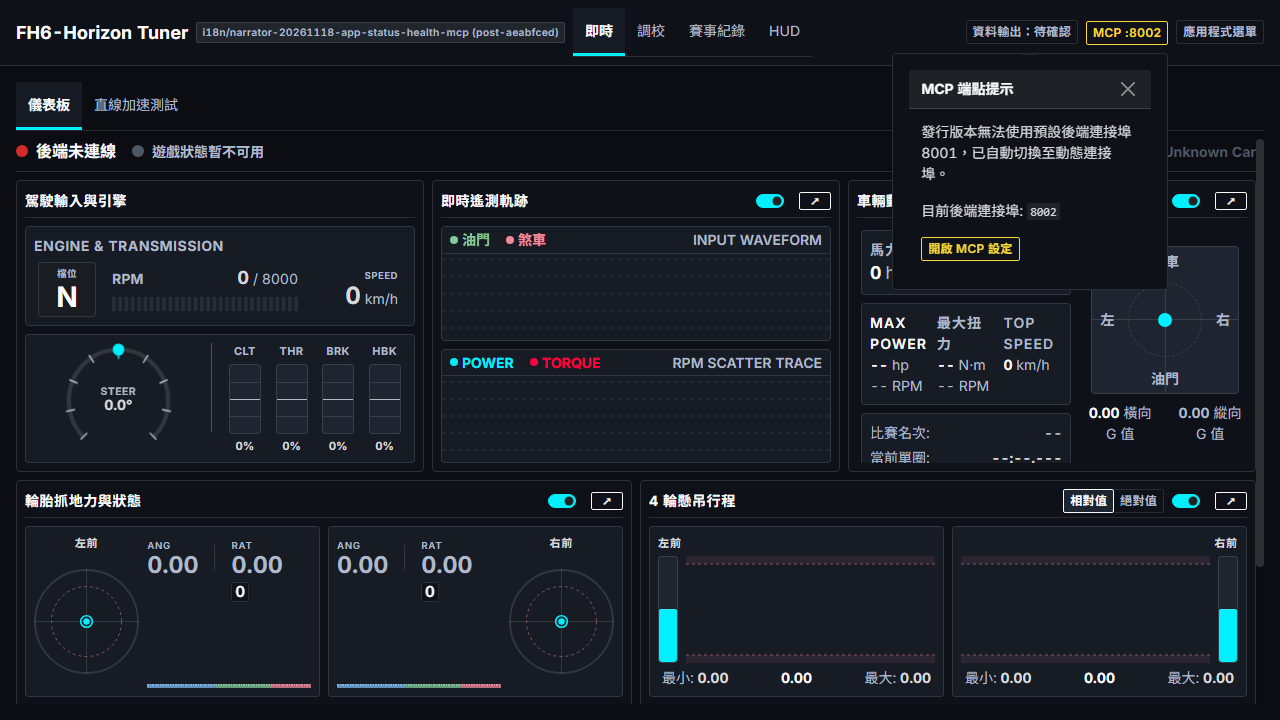 FH6-Horizon Tuner
i18n/narrator-20261118-app-status-health-mcp (post-aeabfced)
即時
調校
賽事紀錄
HUD
資料輸出：待確認
MCP :8002
應用程式選單
MCP 端點提示
發行版本無法使用預設後端連接埠
8001，已自動切換至動態連接
埠。
目前後端連接埠: 8002
開啟 MCP 設定
儀表板
直線加速測試
後端未連線
遊戲狀態暫不可用
Unknown Car
駕駛輸入與引擎
ENGINE & TRANSMISSION
檔位
N
RPM
0 / 8000
SPEED
0 km/h
STEER
0.0°
CLT
THR
BRK
HBK
0%
0%
0%
0%
即時遙測軌跡
↗
油門
煞車
INPUT WAVEFORM
POWER
TORQUE
RPM SCATTER TRACE
↗
馬力
0
MAX
POWER
-- hp
-- RPM
最大扭
力
-- N·m
-- RPM
TOP
SPEED
0 km/h
比賽名次:
--
當前單圈:
--:--.---
左
右
油門
0.00 橫向
G 值
0.00 縱向
G 值
輪胎抓地力與狀態
↗
左前
ANG
0.00
RAT
0.00
0
ANG
0.00
RAT
0.00
0
右前
4 輪懸吊行程
相對值
絕對值
↗
左前
最小: 0.00
0.00
最大: 0.00
右前
最小: 0.00
0.00
最大: 0.00